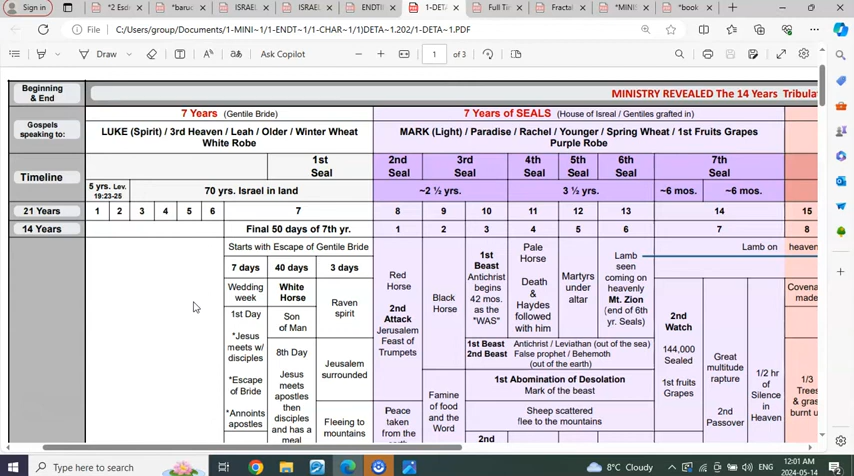 Sign in
*2 Esd
*baruc
ISRAEL
ISRAEL
ENDTI
1-DETA
Full Tin
Fractal
*MINIS
*book
File
C:/Users/group/Documents/1-MINI~1/1-ENDT~1/1-CHAR~1/1)DETA~1.202/1-DETA~1.PDF
Draw
Ask Copilot
1 of 3
Beginning & End
MINISTRY REVEALED The 14 Years Tribula
Gospels speaking to:
7 Years (Gentile Bride)
7 Years of SEALS (House of Isreal / Gentiles grafted in)
LUKE (Spirit) / 3rd Heaven / Leah / Older / Winter Wheat
White Robe
MARK (Light) / Paradise / Rachel / Younger / Spring Wheat / 1st Fruits Grapes
Purple Robe
Timeline
1st Seal
2nd Seal
3rd Seal
4th Seal
5th Seal
6th Seal
7th Seal
5 yrs. Lev. 19:23-25
70 yrs. Israel in land
~2 ½ yrs.
3 ½ yrs.
~6 mos.
~6 mos.
21 Years
1 2 3 4 5 6 7 8 9 10 11 12 13 14 15
14 Years
Final 50 days of 7th yr.
1 2 3 4 5 6 7 8
Starts with Escape of Gentile Bride
7 days
40 days
3 days
Wedding week
1st Day
*Jesus meets w/ disciples
*Escape of Bride
*Annoints apostles
White Horse
Son of Man
8th Day
Jesus meets apostles then disciples and has a meal
Raven spirit
Jeusalem surrounded
Fleeing to mountains
Red Horse
2nd Attack
Jerusalem Feast of Trumpets
Peace taken from the earth
Black Horse
Famine of food and the Word
1st Beast
Antichrist begins 42 mos. as the "WAS"
Pale Horse
Death & Haydes followed with him
Martyrs under altar
Lamb seen coming on heavenly Mt. Zion (end of 6th yr. Seals)
Lamb on heaven
1st Beast Antichrist / Leviathan (out of the sea)
2nd Beast False prophet / Behemoth
(out of the earth)
1st Abomination of Desolation
Mark of the beast
Sheep scattered
flee to the mountains
2nd
2nd Watch
144,000 Sealed
1st fruits Grapes
Great multitude rapture
2nd Passover
1/2 hr of Silence in Heaven
Covena made
1/3 Trees & gras burnt u
Type here to search
8°C Cloudy
ENG
12:01 AM
2024-05-14